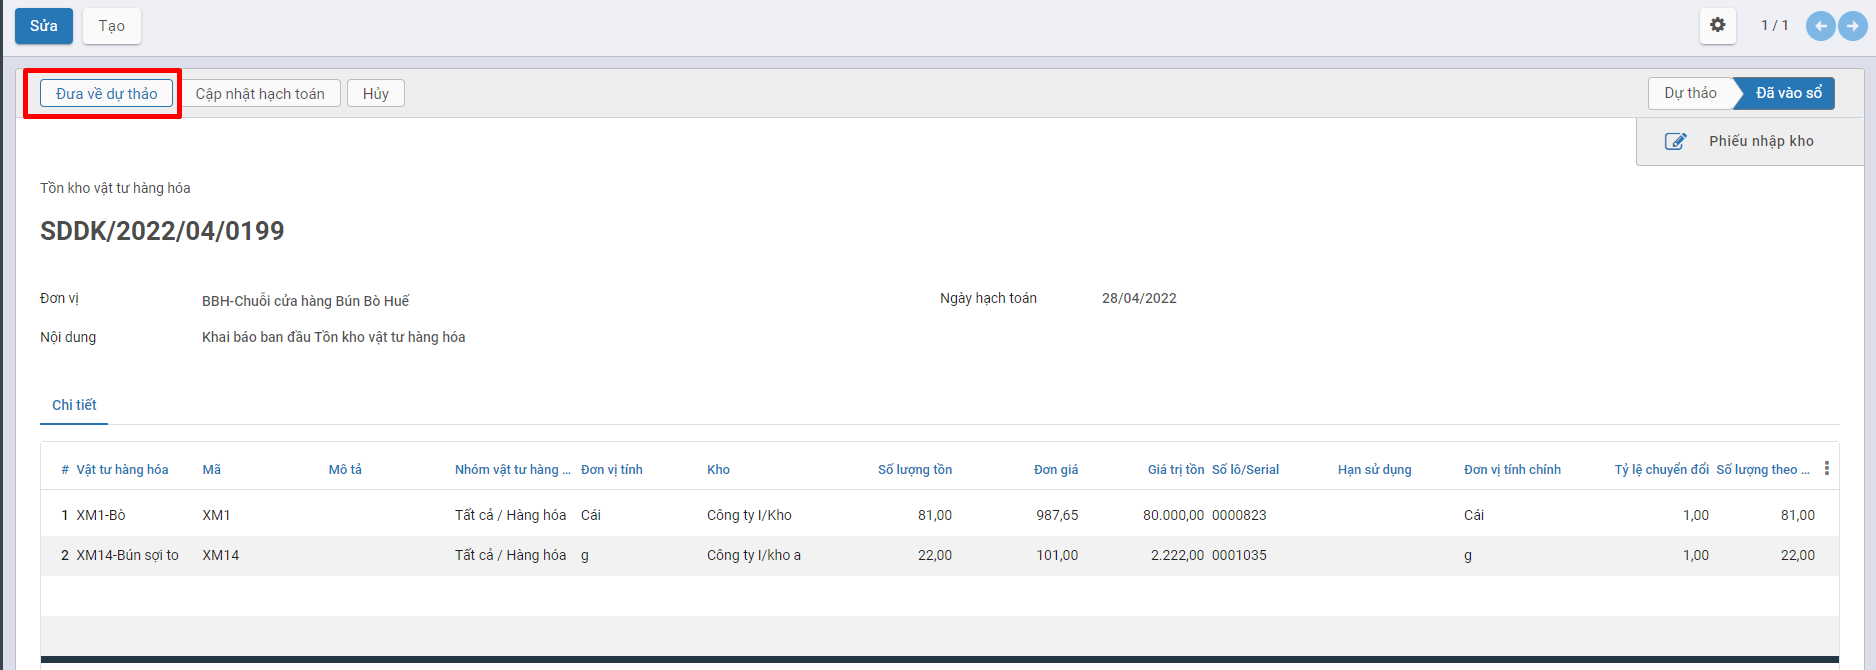 Sửa Tạo 1 / 1
Đưa về dự thảo Cập nhật hạch toán Hủy Dự thảo Đã vào sổ
Phiếu nhập kho
Tồn kho vật tư hàng hóa
SDDK/2022/04/0199
Đơn vị BBH-Chuỗi cửa hàng Bún Bò Huế Ngày hạch toán 28/04/2022
Nội dung Khai báo ban đầu Tồn kho vật tư hàng hóa
Chi tiết
# Vật tư hàng hóa Mã Mô tả Nhóm vật tư hàng ... Đơn vị tính Kho Số lượng tồn Đơn giá Giá trị tồn Số lô/Serial Hạn sử dụng Đơn vị tính chính Tỷ lệ chuyển đổi Số lượng theo ...
1 XM1-Bò XM1 Tất cả / Hàng hóa Cái Công ty I/Kho 81,00 987,65 80.000,00 0000823 Cái 1,00 81,00
2 XM14-Bún sợi to XM14 Tất cả / Hàng hóa g Công ty I/kho a 22,00 101,00 2.222,00 0001035 g 1,00 22,00